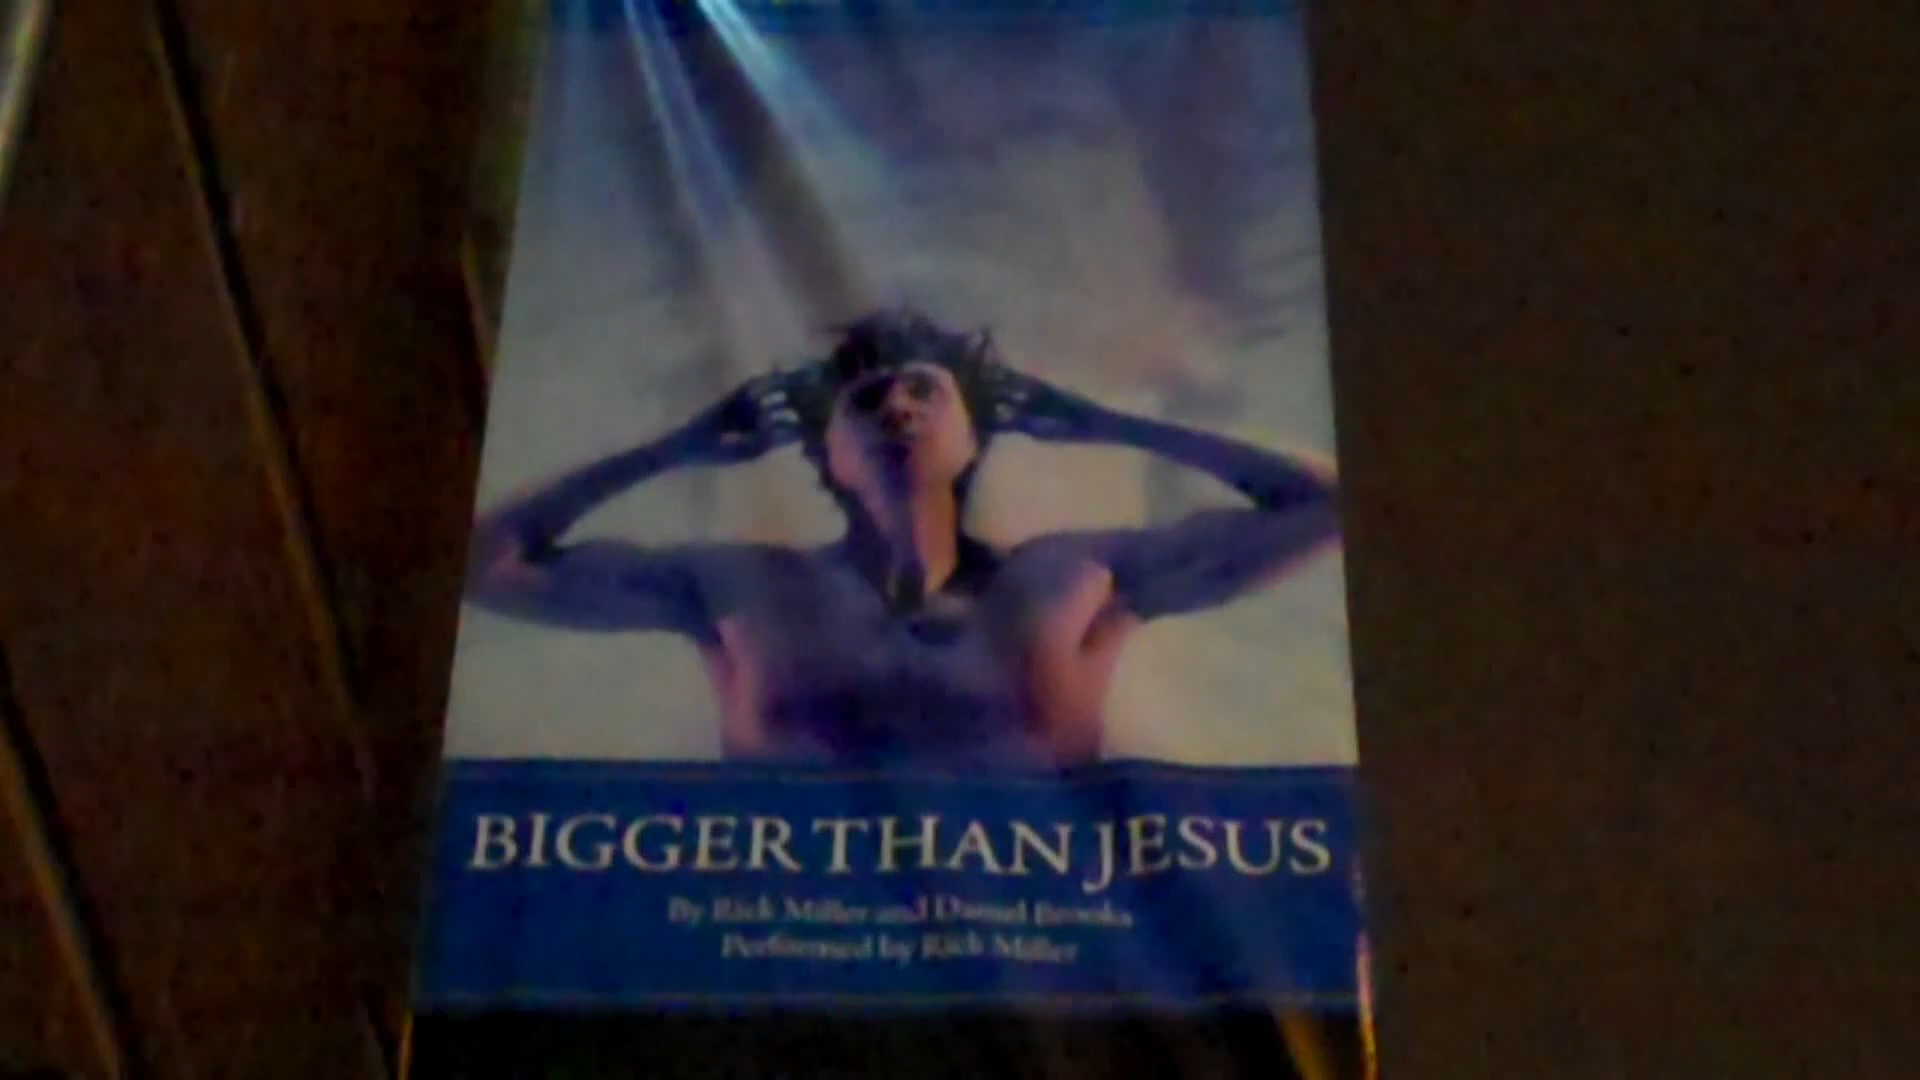 BIGGER THAN JESUS
By Rick Miller and Daniel Brooks
Performed by Rick Miller